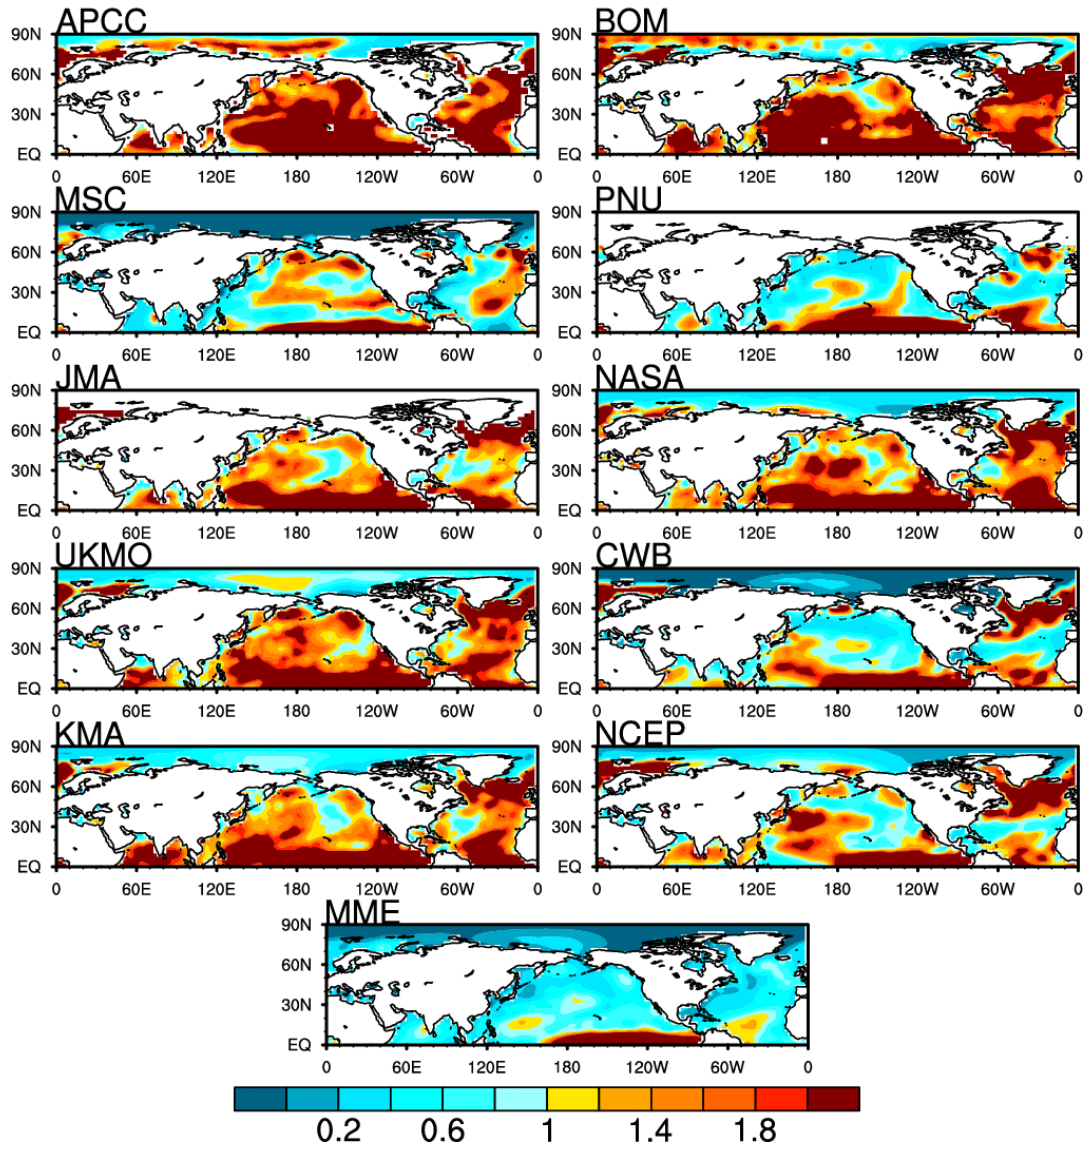 APCC BOM
90N 90N
60N 60N
30N 30N
EQ EQ
0 60E 120E 180 120W 60W 0 0 60E 120E 180 120W 60W 0
MSC PNU
90N 90N
60N 60N
30N 30N
EQ EQ
0 60E 120E 180 120W 60W 0 0 60E 120E 180 120W 60W 0
JMA NASA
90N 90N
60N 60N
30N 30N
EQ EQ
0 60E 120E 180 120W 60W 0 0 60E 120E 180 120W 60W 0
UKMO CWB
90N 90N
60N 60N
30N 30N
EQ EQ
0 60E 120E 180 120W 60W 0 0 60E 120E 180 120W 60W 0
KMA NCEP
90N 90N
60N 60N
30N 30N
EQ EQ
0 60E 120E 180 120W 60W 0 0 60E 120E 180 120W 60W 0
MME
90N
60N
30N
EQ
0 60E 120E 180 120W 60W 0
0.2 0.6 1 1.4 1.8